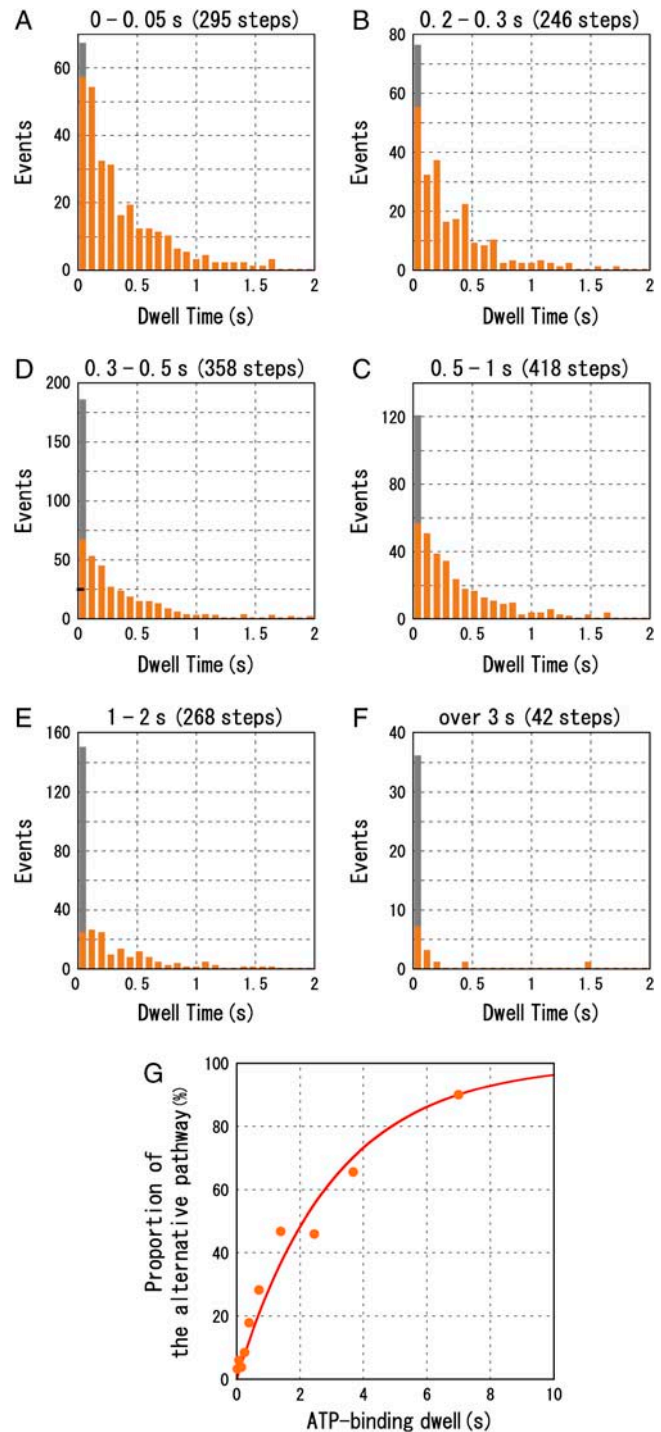 A 0 – 0.05 s (295 steps)
60
40
20
0
Events
0 0.5 1 1.5 2
Dwell Time (s)
B 0.2 – 0.3 s (246 steps)
80
60
40
20
0
Events
0 0.5 1 1.5 2
Dwell Time (s)
D 0.3 – 0.5 s (358 steps)
200
150
100
50
0
Events
0 0.5 1 1.5 2
Dwell Time (s)
C 0.5 – 1 s (418 steps)
120
80
40
0
Events
0 0.5 1 1.5 2
Dwell Time (s)
E 1 – 2 s (268 steps)
160
120
80
40
0
Events
0 0.5 1 1.5 2
Dwell Time (s)
F over 3 s (42 steps)
40
30
20
10
0
Events
0 0.5 1 1.5 2
Dwell Time (s)
G
100
80
60
40
20
0
Proportion of
the alternative pathway (%)
0 2 4 6 8 10
ATP-binding dwell (s)